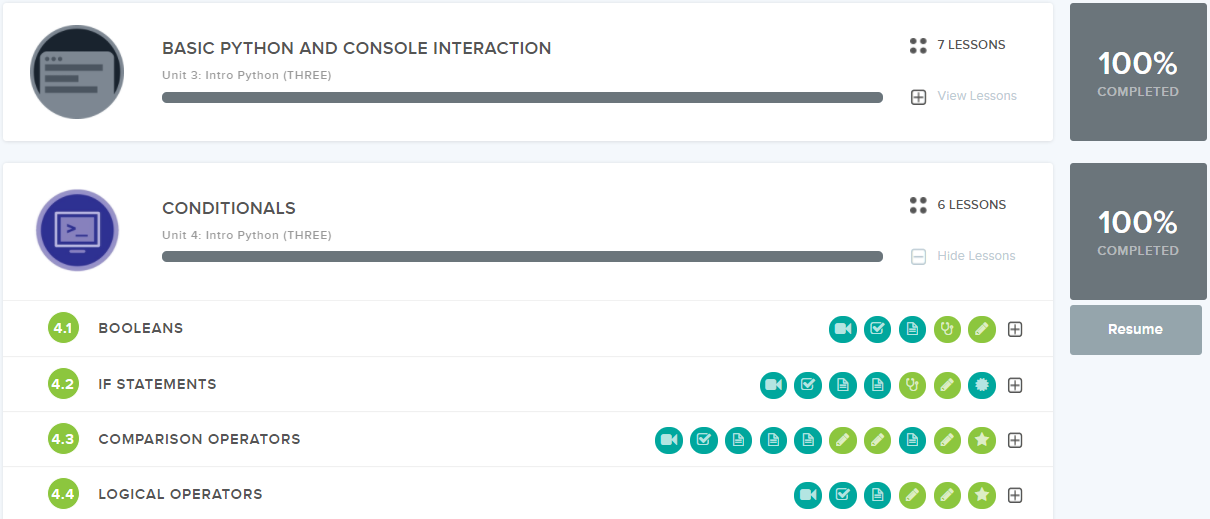 BASIC PYTHON AND CONSOLE INTERACTION
7 LESSONS
Unit 3: Intro Python (THREE)
View Lessons
100%
COMPLETED
CONDITIONALS
6 LESSONS
Unit 4: Intro Python (THREE)
Hide Lessons
100%
COMPLETED
Resume
4.1 BOOLEANS
4.2 IF STATEMENTS
4.3 COMPARISON OPERATORS
4.4 LOGICAL OPERATORS